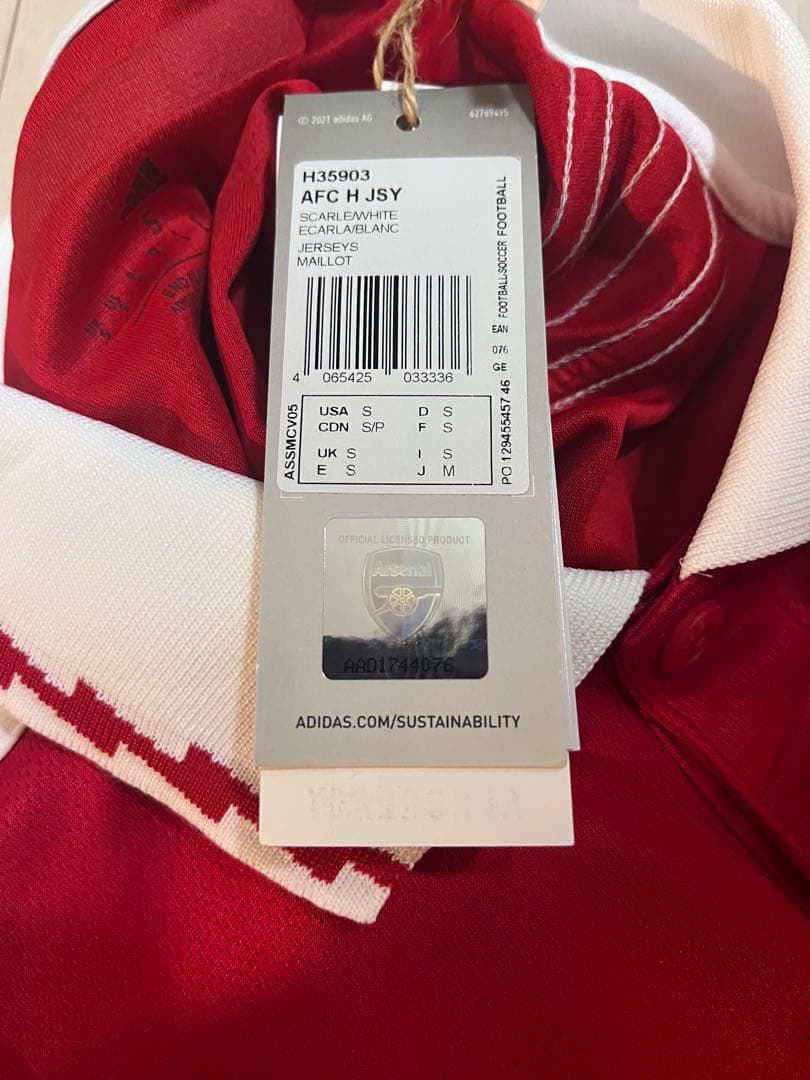 © 2021 adidas AG
62769495
H35903
AFC H JSY
SCARLE/WHITE
ECARLA/BLANC
JERSEYS
MAILLOT
FOOTBALL/SOCCER FOOTBALL
EAN
076
GE
4 065425 033336
ASSMCV05
USA S D S
CDN S/P F S
UK S I S
E S J M
PO 129455457 46
OFFICIAL LICENSED PRODUCT
Arsenal
AAD1744076
ADIDAS.COM/SUSTAINABILITY